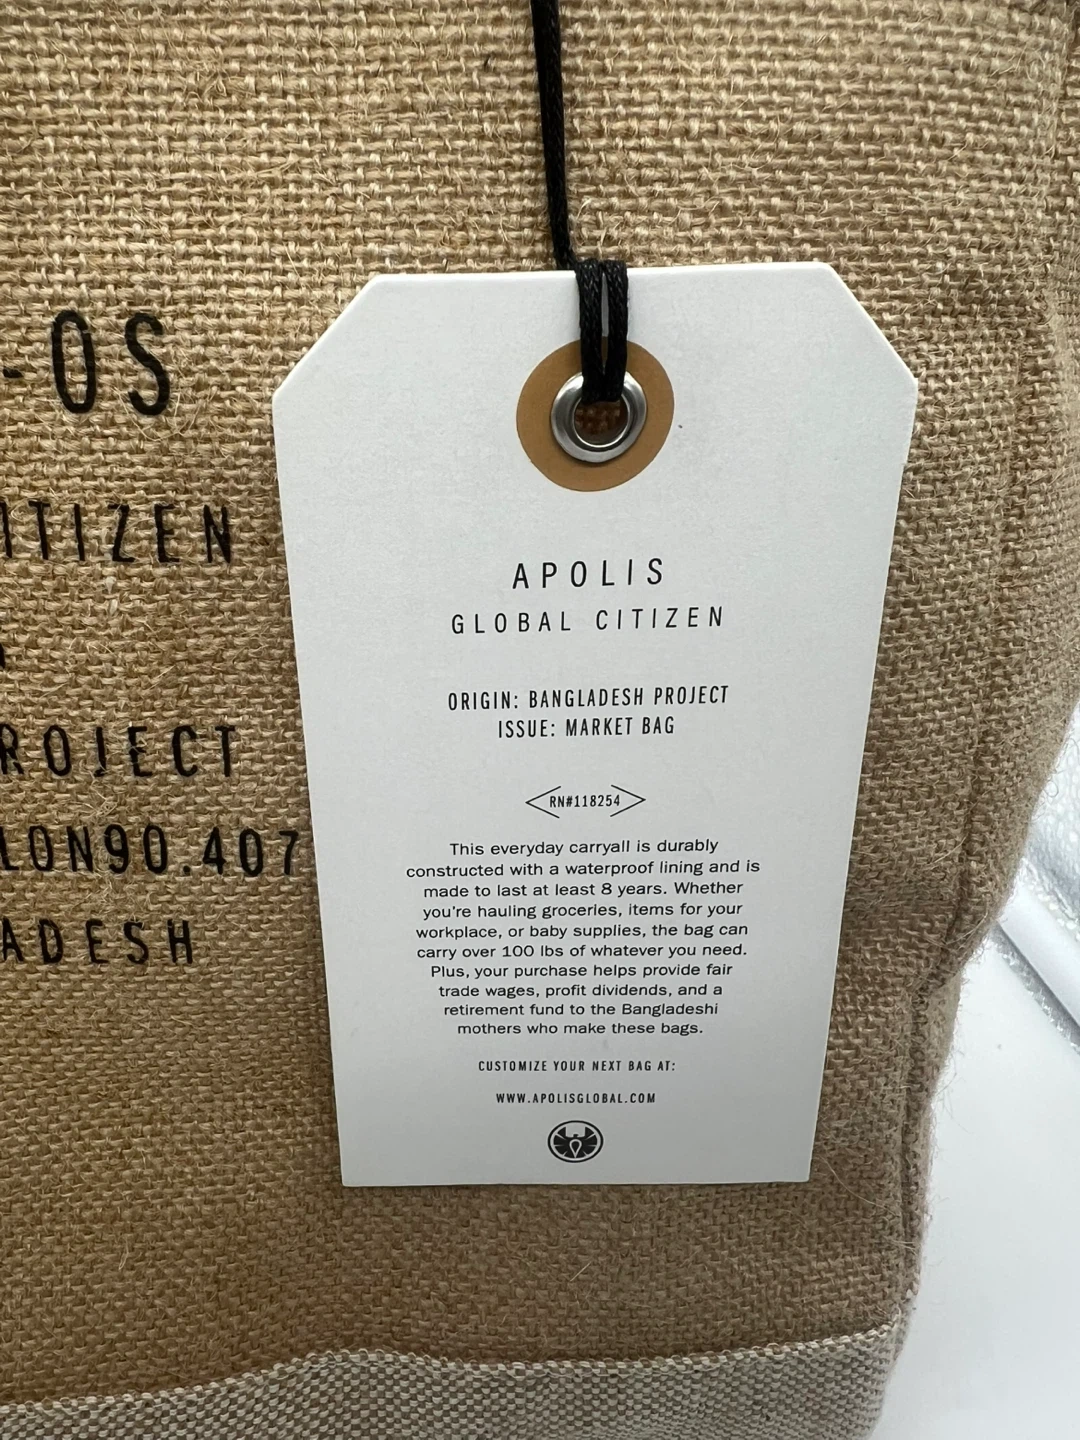 -OS
ITIZEN
ROJECT
LON90.407
ADESH
APOLIS
GLOBAL CITIZEN
ORIGIN: BANGLADESH PROJECT
ISSUE: MARKET BAG
RN#118254
This everyday carryall is durably
constructed with a waterproof lining and is
made to last at least 8 years. Whether
you're hauling groceries, items for your
workplace, or baby supplies, the bag can
carry over 100 lbs of whatever you need.
Plus, your purchase helps provide fair
trade wages, profit dividends, and a
retirement fund to the Bangladeshi
mothers who make these bags.
CUSTOMIZE YOUR NEXT BAG AT:
WWW.APOLISGLOBAL.COM